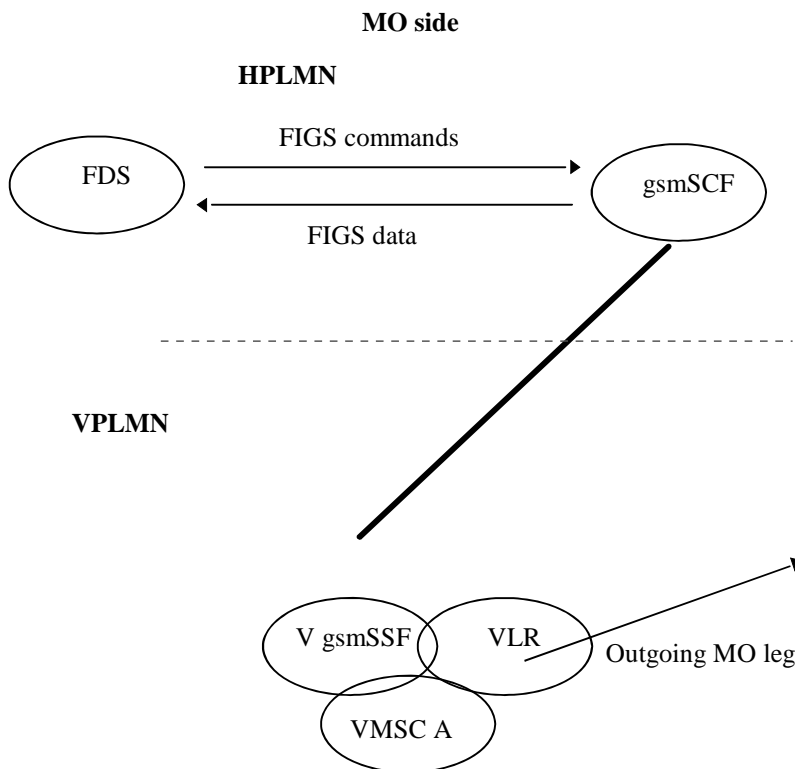 MO side
HPLMN
FIGS commands
FDS
gsmSCF
FIGS data
VPLMN
V gsmSSF
VLR
Outgoing MO leg
VMSC A